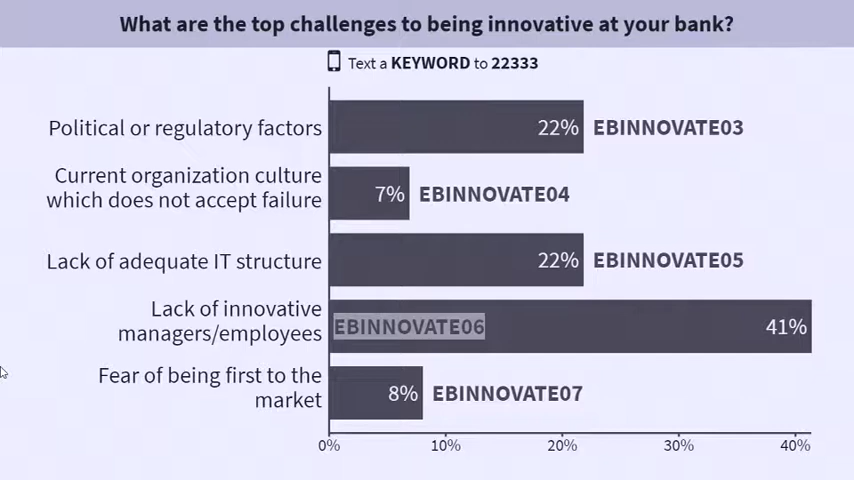 What are the top challenges to being innovative at your bank?
Text a KEYWORD to 22333
Political or regulatory factors
22%
EBINNOVATE03
Current organization culture
which does not accept failure
7%
EBINNOVATE04
Lack of adequate IT structure
22%
EBINNOVATE05
Lack of innovative
managers/employees
EBINNOVATE06
41%
Fear of being first to the
market
8%
EBINNOVATE07
0%
10%
20%
30%
40%